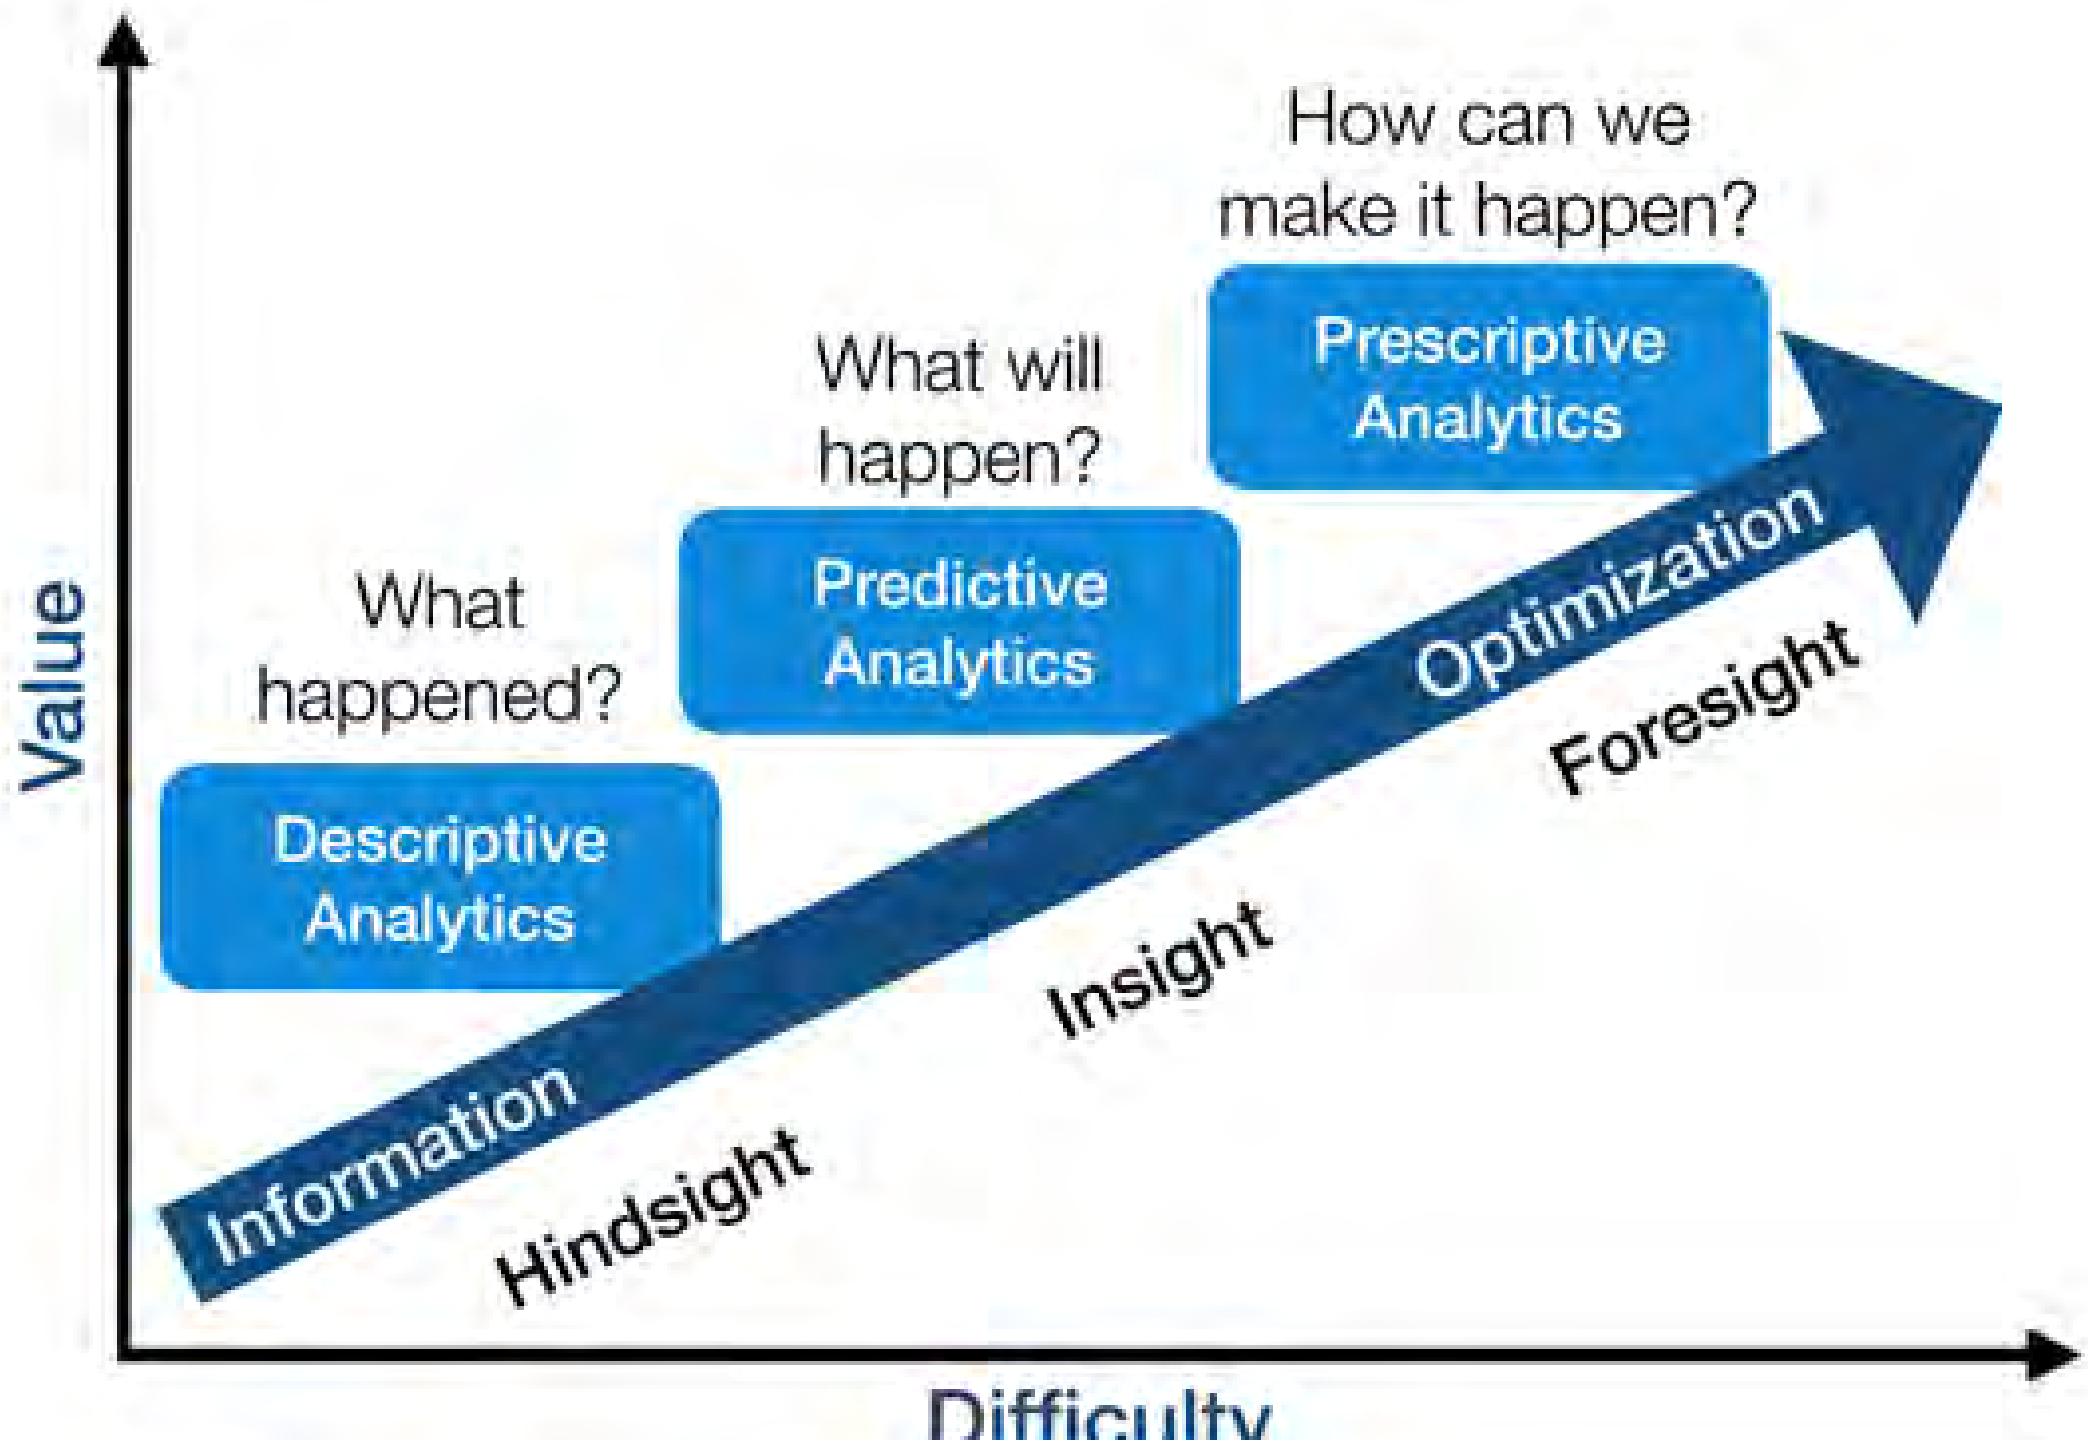 How can we
make it happen?
Prescriptive
Analytics
What will
happen?
Predictive
Analytics
What
happened?
Descriptive
Analytics
Value
Information
Optimization
Hindsight
Insight
Foresight
Difficulty